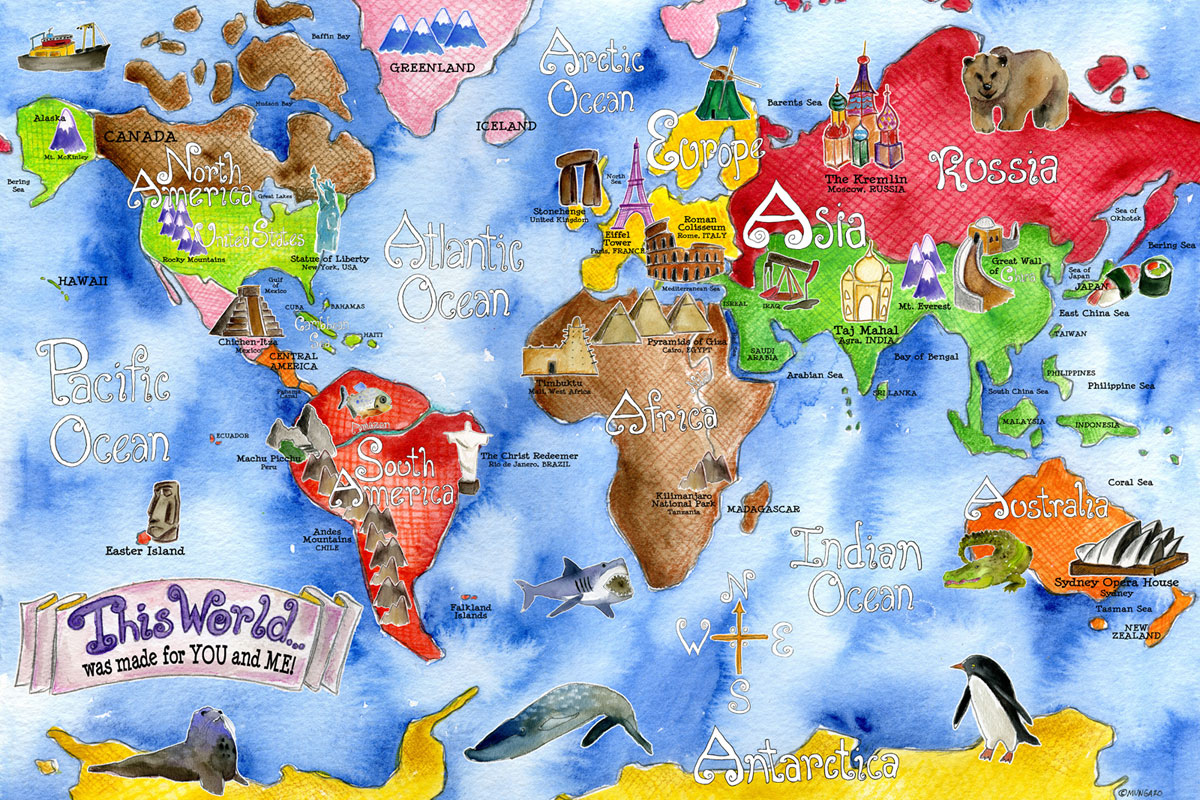 Baffin Bay
GREENLAND
Arctic
Ocean
Hudson Bay
ICELAND
Alaska
Mt. McKinley
CANADA
North
America
Great Lakes
Bering
Sea
United States
Rocky Mountains
Statue of Liberty
New York, USA
HAWAII
Gulf
of
Mexico
CUBA
BAHAMAS
Caribbean
Sea
HAITI
Chichen-Itza
Mexico
CENTRAL
AMERICA
Atlantic
Ocean
Pacific
Ocean
Barents Sea
Europe
The Kremlin
Moscow, RUSSIA
Russia
North
Sea
Stonehenge
United Kingdom
Eiffel
Tower
Paris, FRANCE
Roman
Colisseum
Rome, ITALY
Mediterranean Sea
Asia
Sea of
Okhotsk
Bering Sea
Great Wall
of China
Sea of
Japan
JAPAN
East China Sea
Mt. Everest
IRAQ
ISREAL
Taj Mahal
Agra, INDIA
SAUDI
ARABIA
Arabian Sea
Bay of Bengal
SRI LANKA
TAIWAN
PHILIPPINES
Philippine Sea
South China Sea
MALAYSIA
INDONESIA
Pyramids of Giza
Cairo, EGYPT
Timbuktu
Mali, West Africa
Africa
Kilimanjaro
National Park
Tanzania
MADAGASCAR
Amazon
ECUADOR
Machu Picchu
Peru
South
America
The Christ Redeemer
Rio de Janero, BRAZIL
Andes
Mountains
CHILE
Easter Island
Falkland
Islands
Indian
Ocean
Coral Sea
Australia
Sydney Opera House
Sydney
Tasman Sea
NEW
ZEALAND
N
W E
S
This World...
was made for YOU and ME!
Antarctica
©MUNGARO